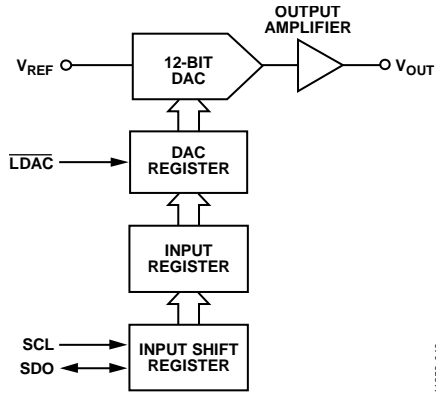 OUTPUT
AMPLIFIER
VREF
12-BIT
DAC
VOUT
LDAC
DAC
REGISTER
INPUT
REGISTER
SCL
SDO
INPUT SHIFT
REGISTER